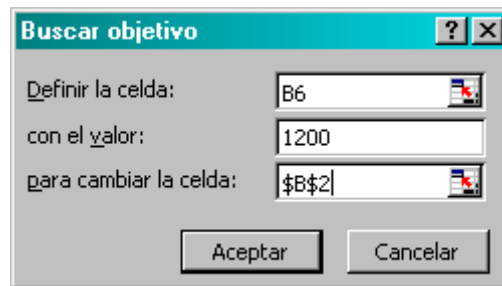 Buscar objetivo
Definir la celda: B6
con el valor: 1200
para cambiar la celda: $B$2
Aceptar Cancelar